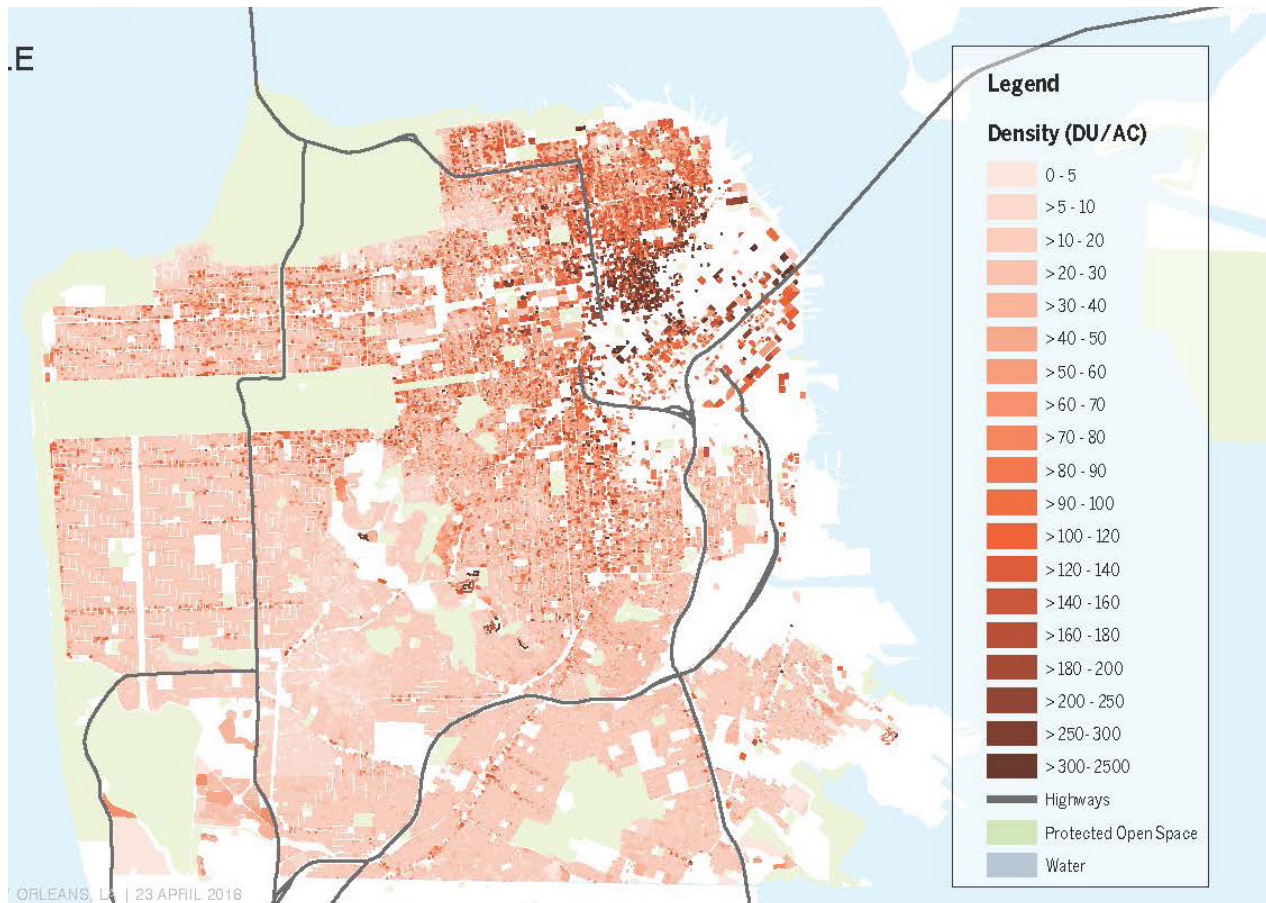 .E
Legend
Density (DU/AC)
0 - 5
>5 - 10
>10 - 20
>20 - 30
>30 - 40
>40 - 50
>50 - 60
>60 - 70
>70 - 80
>80 - 90
>90 - 100
>100 - 120
>120 - 140
>140 - 160
>160 - 180
>180 - 200
>200 - 250
>250 - 300
>300 - 2500
Highways
Protected Open Space
Water
ORLEANS, LA | 23 APRIL 2018